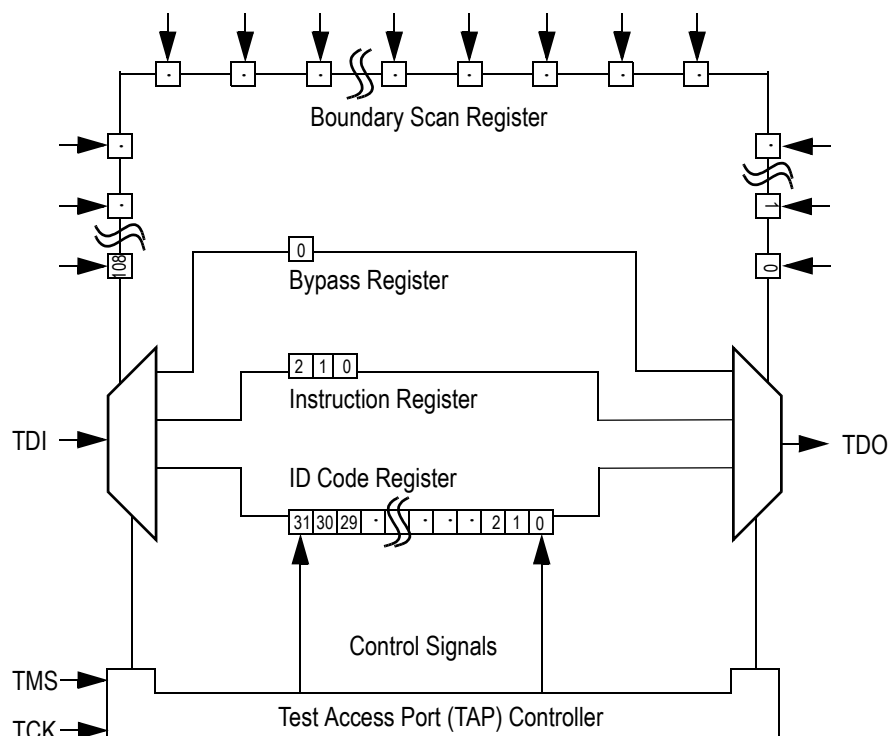 · · · · · · · ·
Boundary Scan Register
· ·
· 1
108 0
0
Bypass Register
2 1 0
Instruction Register
TDI
TDO
ID Code Register
31 30 29 · · · · 2 1 0
Control Signals
TMS
Test Access Port (TAP) Controller
TCK